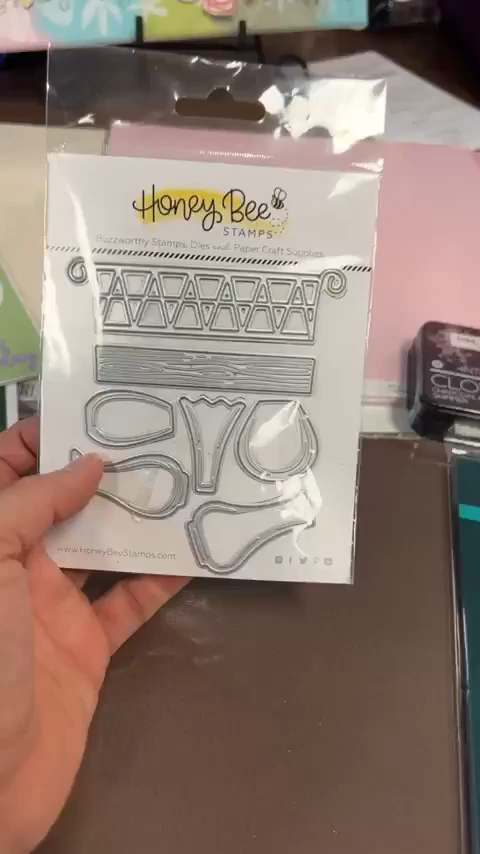 Honey Bee
STAMPS
Buzzworthy Stamps, Dies and Paper Craft Supplies
CLO
www.HoneyBeeStamps.com